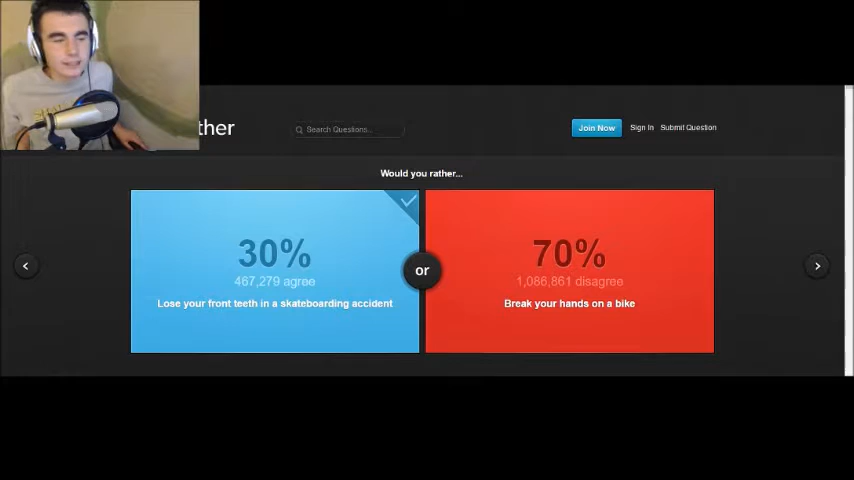 ther
Search Questions...
Join Now
Sign In
Submit Question
Would you rather...
30%
467,279 agree
Lose your front teeth in a skateboarding accident
or
70%
1,086,861 disagree
Break your hands on a bike